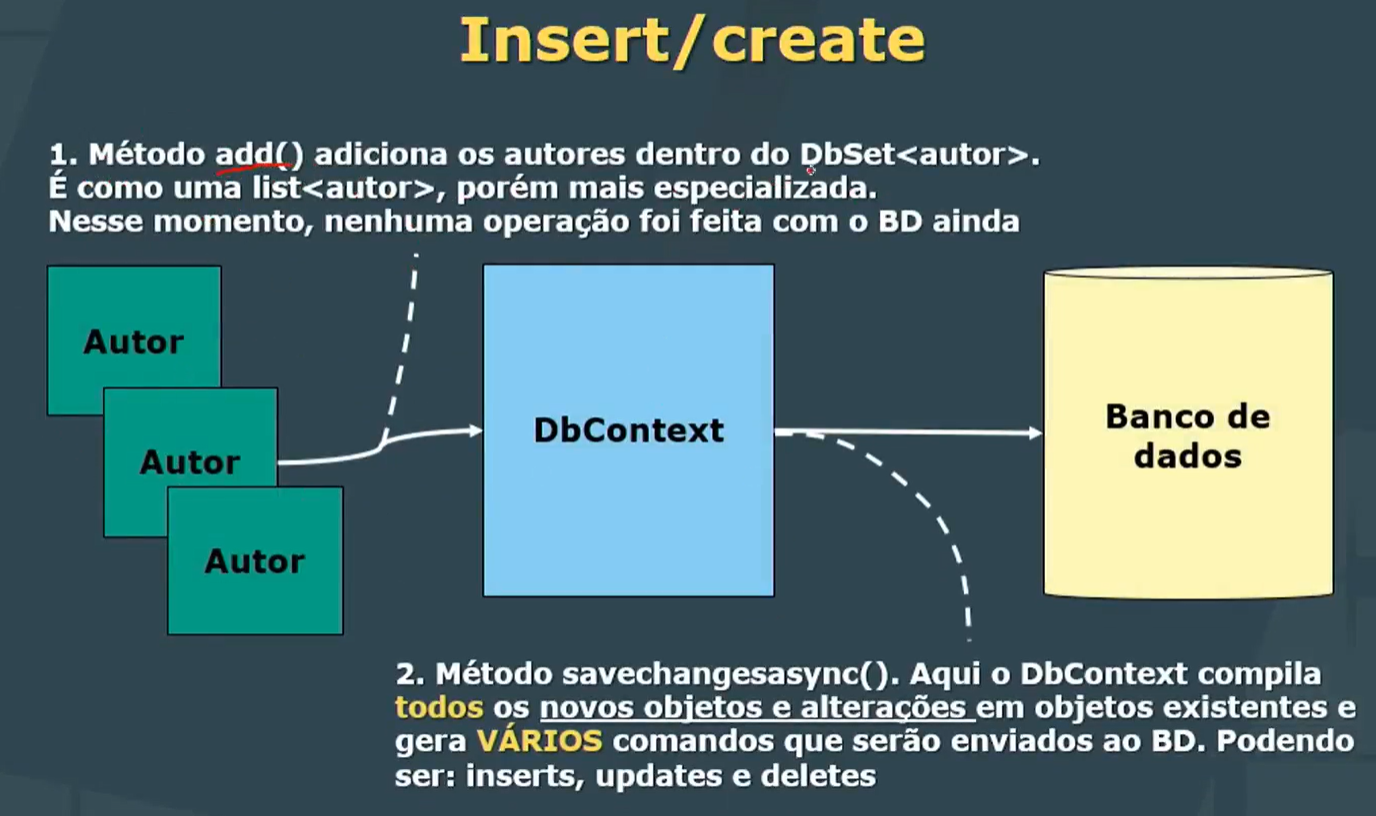 Insert/create
1. Método add() adiciona os autores dentro do DbSet<autor>.
É como uma list<autor>, porém mais especializada.
Nesse momento, nenhuma operação foi feita com o BD ainda
Autor
Autor
Autor
DbContext
Banco de
dados
2. Método savechangesasync(). Aqui o DbContext compila
todos os novos objetos e alterações em objetos existentes e
gera VÁRIOS comandos que serão enviados ao BD. Podendo
ser: inserts, updates e deletes